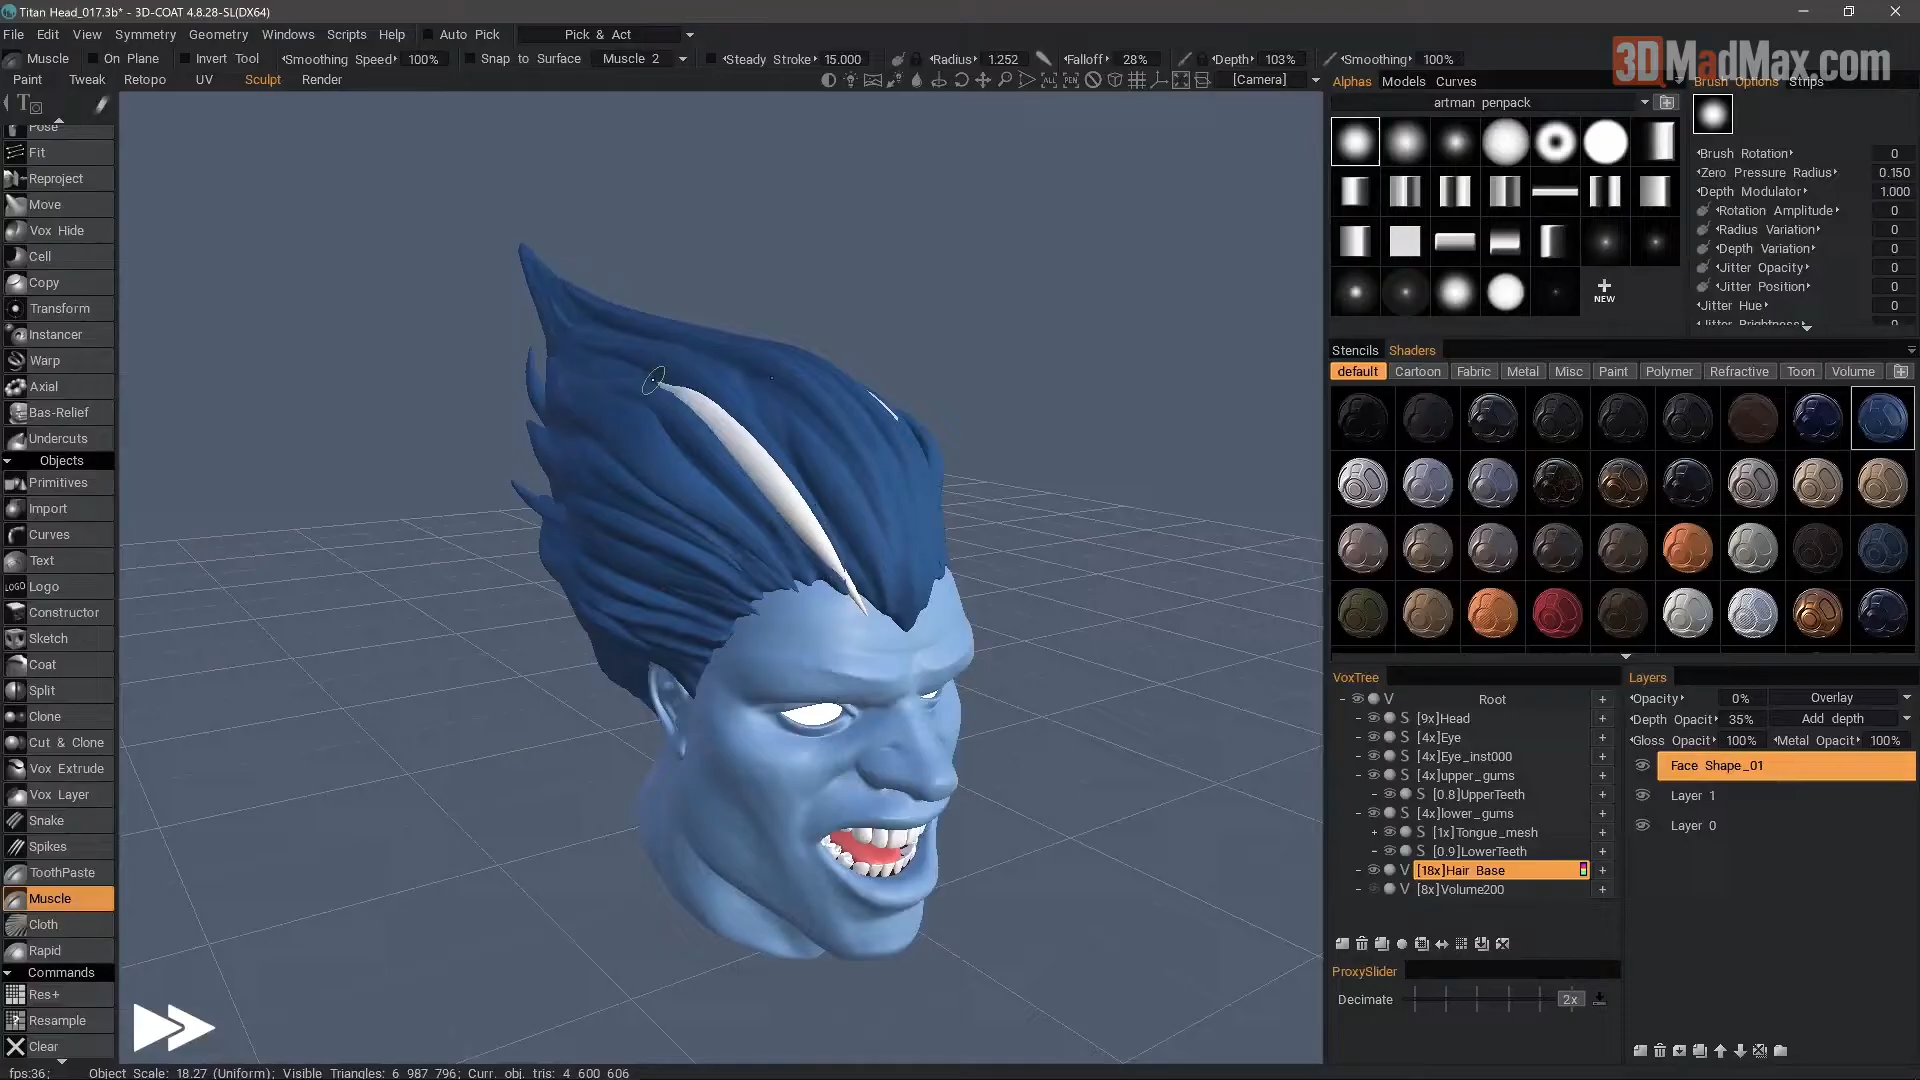 Titan Head_017.3b* - 3D-COAT 4.8.28-SL(DX64)
File Edit View Symmetry Geometry Windows Scripts Help Auto Pick Pick & Act
Muscle On Plane Invert Tool Smoothing Speed 100% Snap to Surface Muscle 2 Steady Stroke 15.000 Radius 1.252 Falloff 28% Depth 103% Smoothing 100%
3DMadMax.com
Paint Tweak Retopo UV Sculpt Render [Camera] Alphas Models Curves Brush Options Strips
artman penpack
Pose
Fit
Reproject
Move
Vox Hide
Cell
Copy
Transform
Instancer
Warp
Axial
Bas-Relief
Undercuts
Objects
Primitives
Import
Curves
Text
LOGO Logo
Constructor
Sketch
Coat
Split
Clone
Cut & Clone
Vox Extrude
Vox Layer
Snake
Spikes
ToothPaste
Muscle
Cloth
Rapid
Commands
Res+
Resample
Clear
ALL PEN
NEW
Brush Rotation 0
Zero Pressure Radius 0.150
Depth Modulator 1.000
Rotation Amplitude 0
Radius Variation 0
Depth Variation 0
Jitter Opacity 0
Jitter Position 0
Jitter Hue 0
Jitter Brightness 0
Stencils Shaders
default Cartoon Fabric Metal Misc Paint Polymer Refractive Toon Volume
VoxTree
V Root +
S [9x]Head +
S [4x]Eye +
S [4x]Eye_inst000 +
S [4x]upper_gums +
S [0.8]UpperTeeth +
S [4x]lower_gums +
S [1x]Tongue_mesh +
S [0.9]LowerTeeth +
V [18x]Hair Base +
V [8x]Volume200 +
ProxySlider
Decimate 2x
Layers
Opacity 0% Overlay
Depth Opacit 35% Add depth
Gloss Opacit 100% Metal Opacit 100%
Face Shape_01
Layer 1
Layer 0
fps:36; Object Scale: 18.27 (Uniform); Visible Triangles: 6 987 796; Curr. obj. tris: 4 600 606